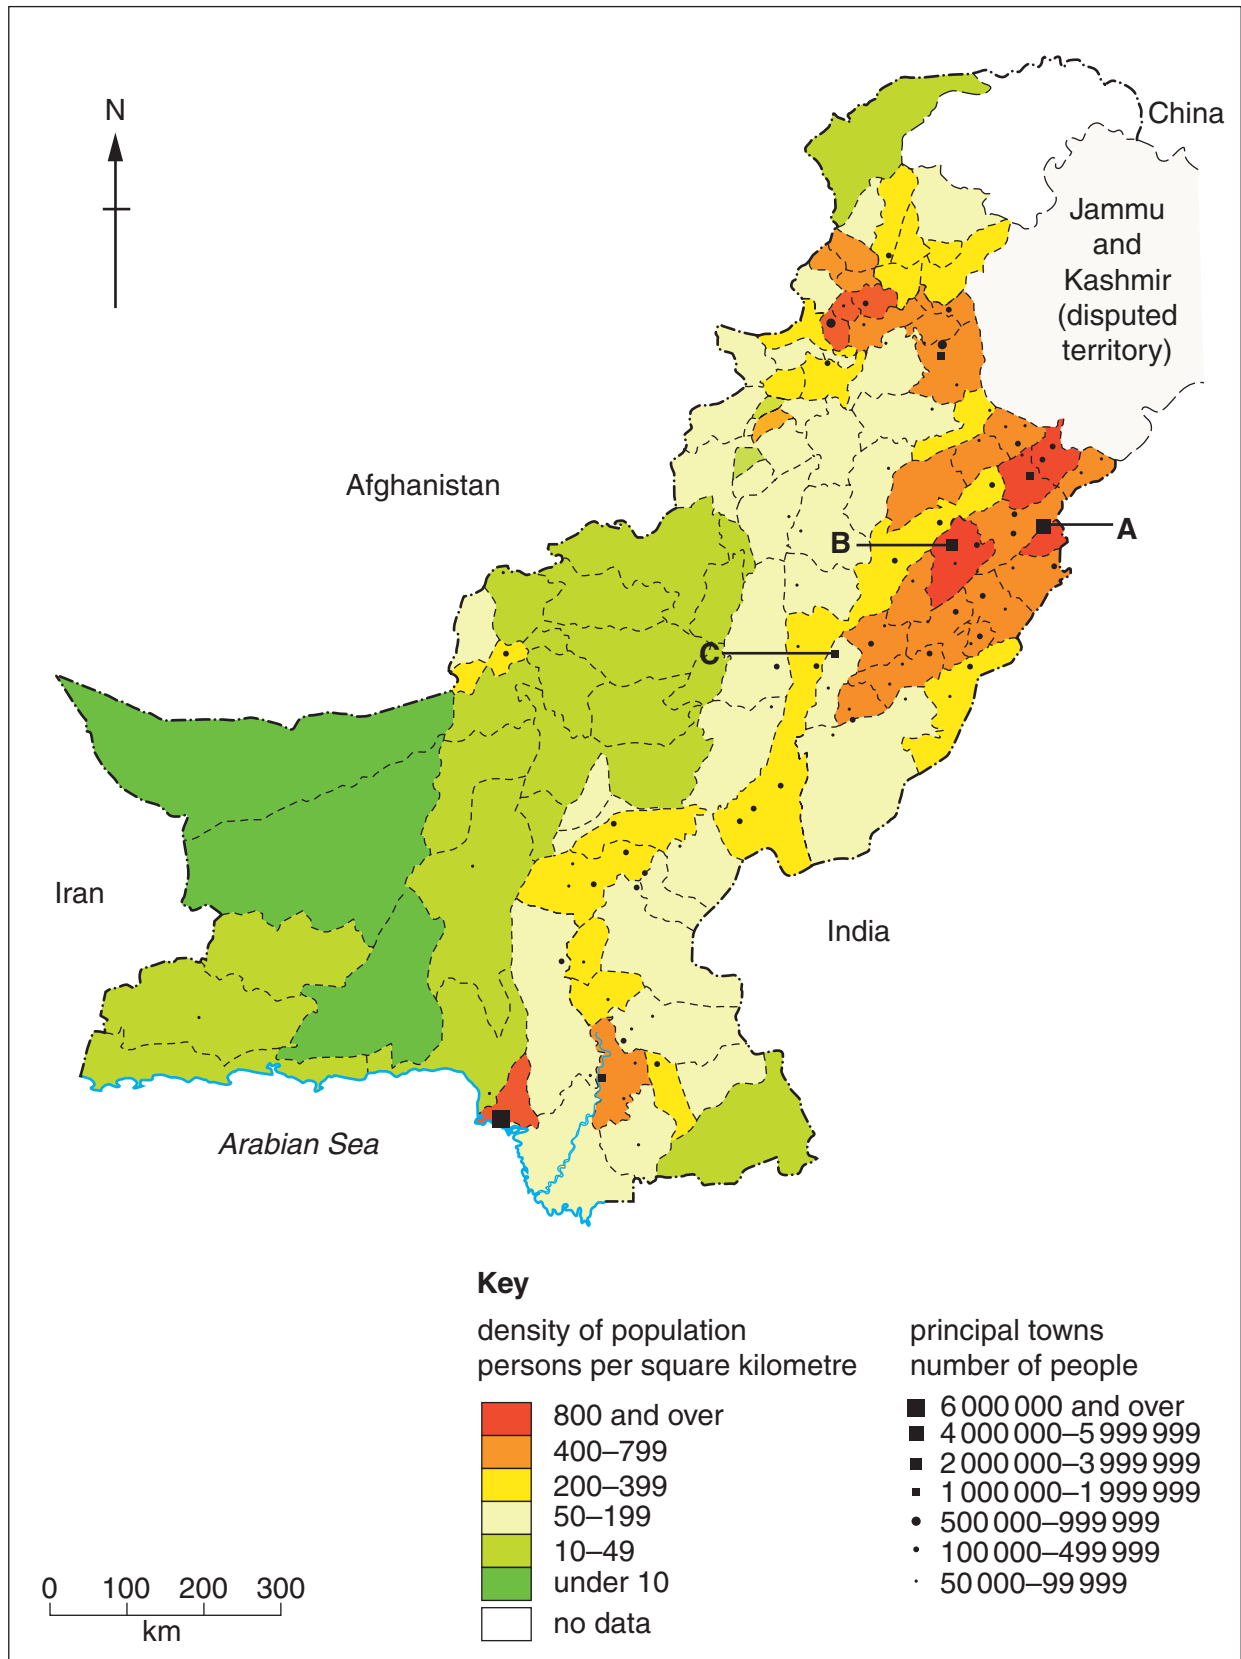 N
China
Jammu
and
Kashmir
(disputed
territory)
Afghanistan
A
B
C
Iran
India
Arabian Sea
Key
density of population
persons per square kilometre
800 and over
400–799
200–399
50–199
10–49
under 10
no data
principal towns
number of people
6 000 000 and over
4 000 000–5 999 999
2 000 000–3 999 999
1 000 000–1 999 999
500 000–999 999
100 000–499 999
50 000–99 999
0 100 200 300
km